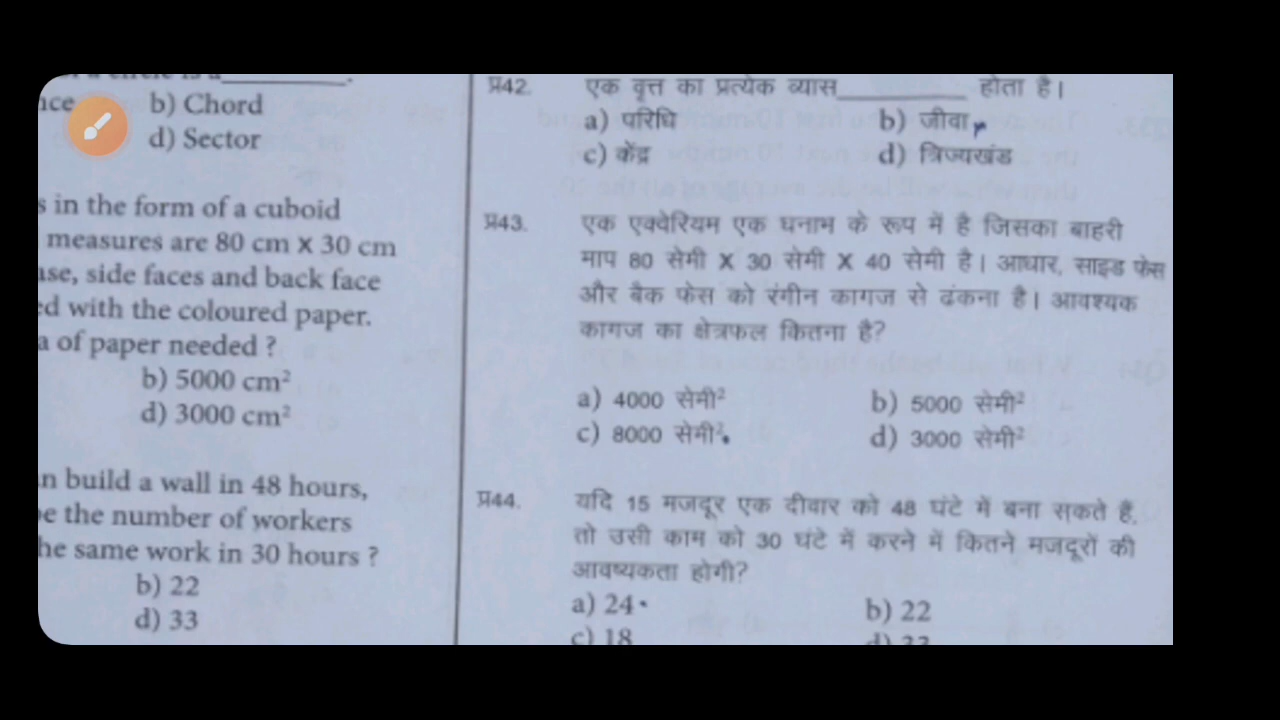 b) Chord
d) Sector
s in the form of a cuboid
measures are 80 cm X 30 cm
ase, side faces and back face
ed with the coloured paper.
a of paper needed ?
b) 5000 cm²
d) 3000 cm²
n build a wall in 48 hours,
be the number of workers
he same work in 30 hours ?
b) 22
d) 33
प्र42. एक वृत्त का प्रत्येक व्यास__________ होता है।
a) परिधि b) जीवा
c) केंद्र d) त्रिज्यखंड
प्र43. एक एक्वेरियम एक घनाभ के रूप में है जिसका बाहरी
माप 80 सेमी X 30 सेमी X 40 सेमी है। आधार, साइड फेस
और बैक फेस को रंगीन कागज से ढंकना है। आवश्यक
कागज का क्षेत्रफल कितना है?
a) 4000 सेमी² b) 5000 सेमी²
c) 8000 सेमी² d) 3000 सेमी²
प्र44. यदि 15 मजदूर एक दीवार को 48 घंटे में बना सकते हैं,
तो उसी काम को 30 घंटे में करने में कितने मजदूरों की
आवष्यकता होगी?
a) 24 b) 22
c) 18